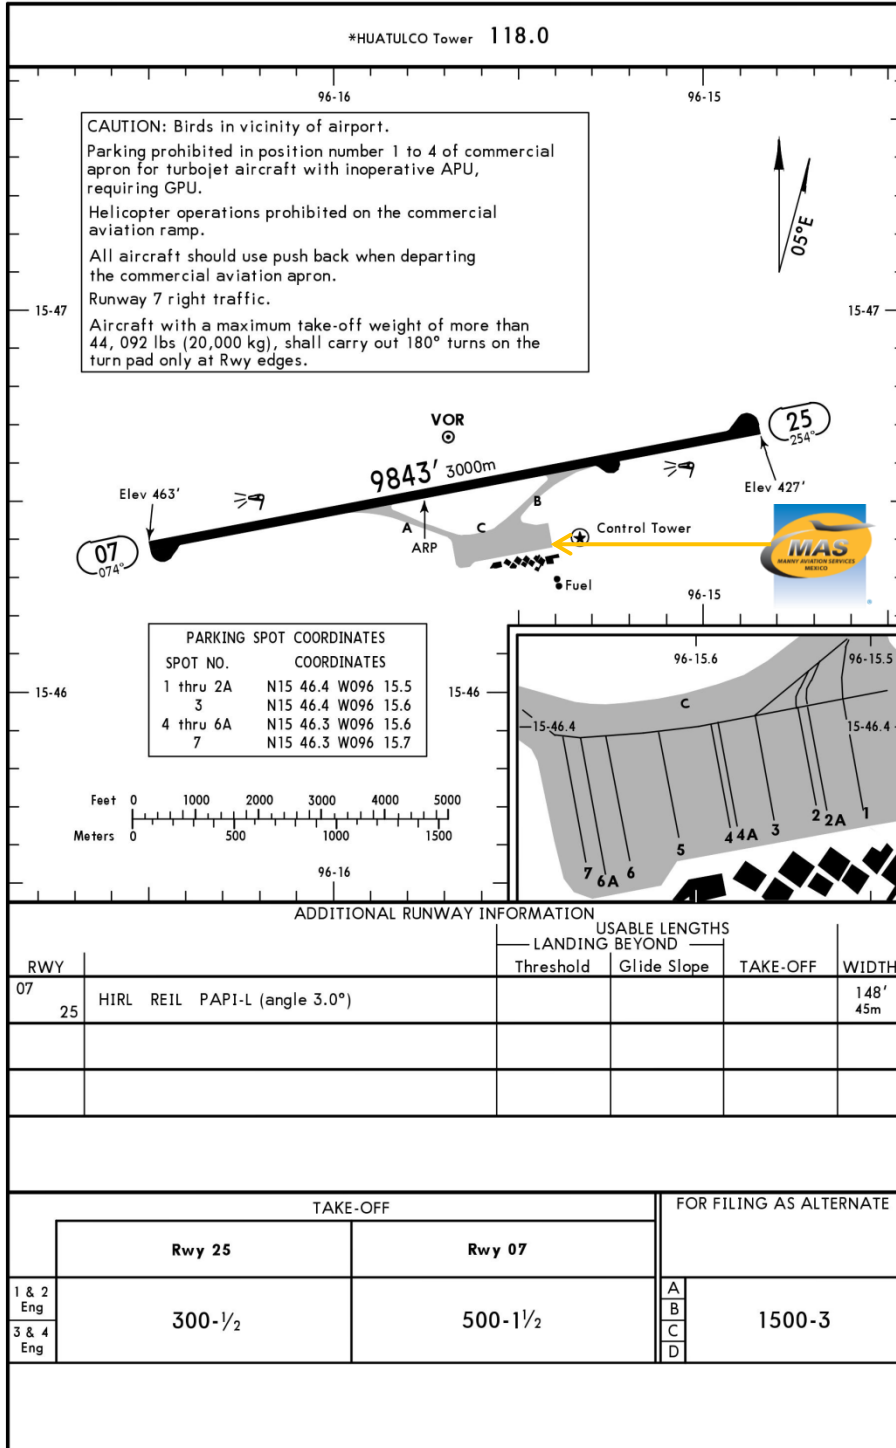 *HUATULCO Tower 118.0
96-16
96-15
CAUTION: Birds in vicinity of airport.
Parking prohibited in position number 1 to 4 of commercial
apron for turbojet aircraft with inoperative APU,
requiring GPU.
Helicopter operations prohibited on the commercial
aviation ramp.
All aircraft should use push back when departing
the commercial aviation apron.
Runway 7 right traffic.
Aircraft with a maximum take-off weight of more than
44, 092 lbs (20,000 kg), shall carry out 180° turns on the
turn pad only at Rwy edges.
05°E
15-47
15-47
VOR
25
254°
9843' 3000m
Elev 463'
Elev 427'
B
A
C
Control Tower
ARP
07
074°
MAS
MANNY AVIATION SERVICES
MEXICO
Fuel
96-15
PARKING SPOT COORDINATES
SPOT NO. COORDINATES
1 thru 2A N15 46.4 W096 15.5
3 N15 46.4 W096 15.6
4 thru 6A N15 46.3 W096 15.6
7 N15 46.3 W096 15.7
15-46
15-46
96-15.6
96-15.5
C
15-46.4
15-46.4
7
6A
6
5
4
4A
3
2
2A
1
Feet 0 1000 2000 3000 4000 5000
Meters 0 500 1000 1500
96-16
ADDITIONAL RUNWAY INFORMATION
USABLE LENGTHS
LANDING BEYOND
RWY Threshold Glide Slope TAKE-OFF WIDTH
07
25 HIRL REIL PAPI-L (angle 3.0°) 148'
45m
TAKE-OFF FOR FILING AS ALTERNATE
Rwy 25 Rwy 07
1 & 2
Eng
3 & 4
Eng
300-½ 500-1½
A
B
C
D
1500-3